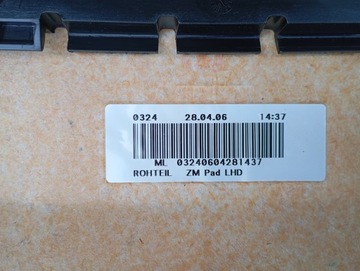 0324 28.04.06 14:37
ML 03240604281437
ROHTEIL ZM Pad LHD